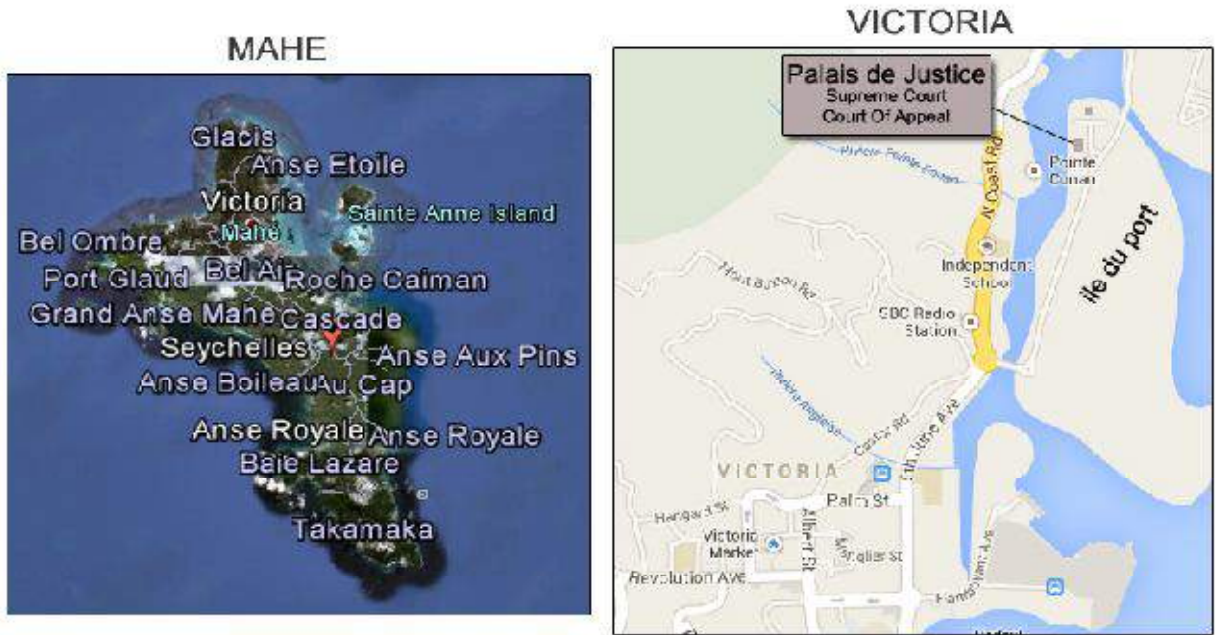 MAHE
Glacis
Anse Etoile
Victoria
Sainte Anne Island
Mahé
Bel Ombre
Port Glaud
Bel Air
Roche Caiman
Grand Anse Mahe
Cascade
Seychelles
Anse Aux Pins
Anse Boileau
Au Cap
Anse Royale
Anse Royale
Baie Lazare
Takamaka
VICTORIA
Palais de Justice
Supreme Court
Court Of Appeal
Pointe
N Coast Rd
Independent
School
ile du port
SBC Radio
Station
June Ave
VICTORIA
Palm St
Albert St
Victoria
Market
Revolution Ave